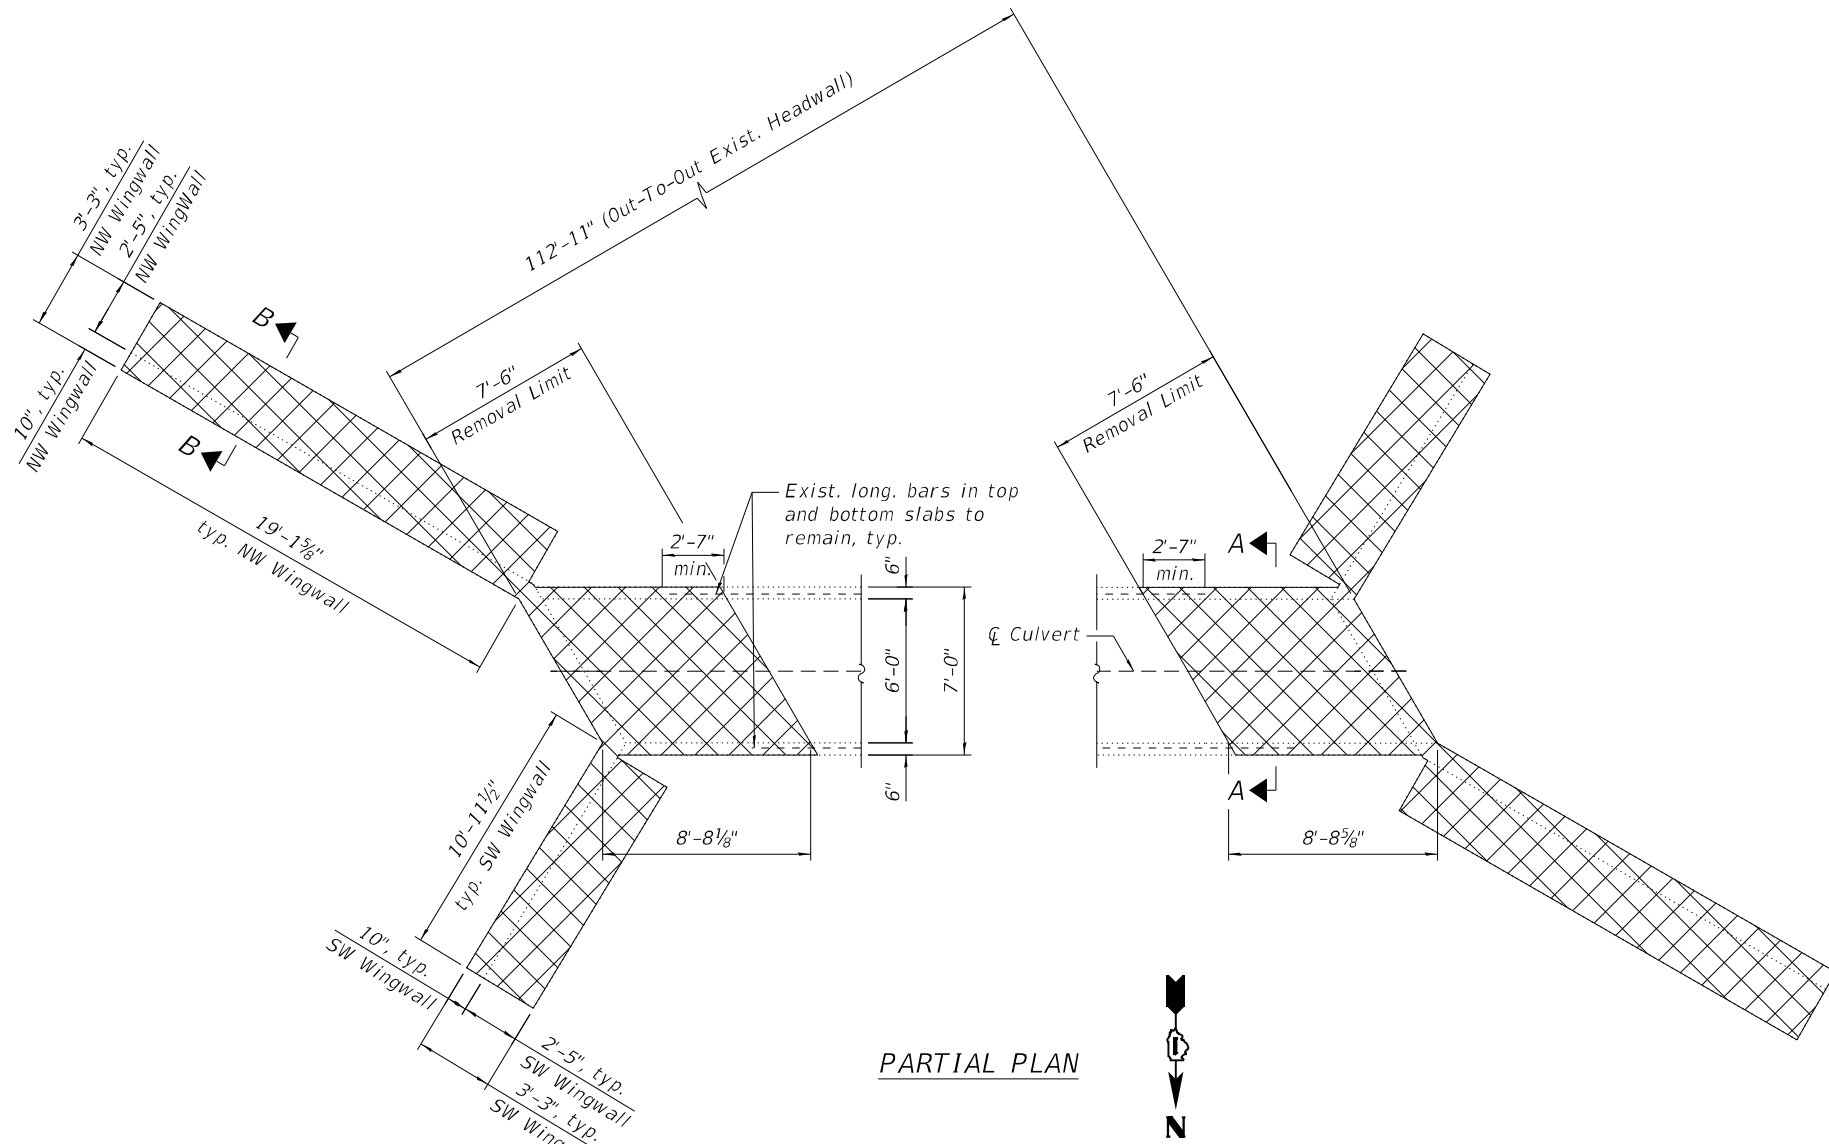 112'-11" (Out-To-Out Exist. Headwall)
3'-3", typ.
NW Wingwall
2'-5", typ.
NW WingWall
B
B
10", typ.
NW Wingwall
7'-6"
Removal Limit
7'-6"
Removal Limit
19'-1⅝"
typ. NW Wingwall
Exist. long. bars in top
and bottom slabs to
remain, typ.
2'-7"
min.
6"
2'-7"
min.
A
℄ Culvert
6'-0"
7'-0"
6"
A
10'-11½"
typ. SW Wingwall
8'-8⅛"
8'-8⅝"
10", typ.
SW Wingwall
2'-5", typ.
SW Wingwall
3'-3", typ.
SW
PARTIAL PLAN
N